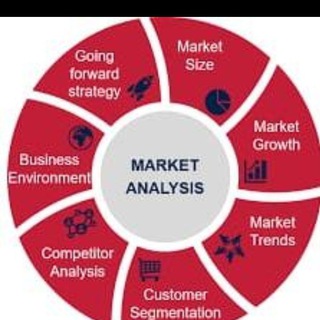 Going
forward
strategy
Market
Size
Market
Growth
Market
Trends
Customer
Segmentation
Competitor
Analysis
Business
Environment
MARKET
ANALYSIS